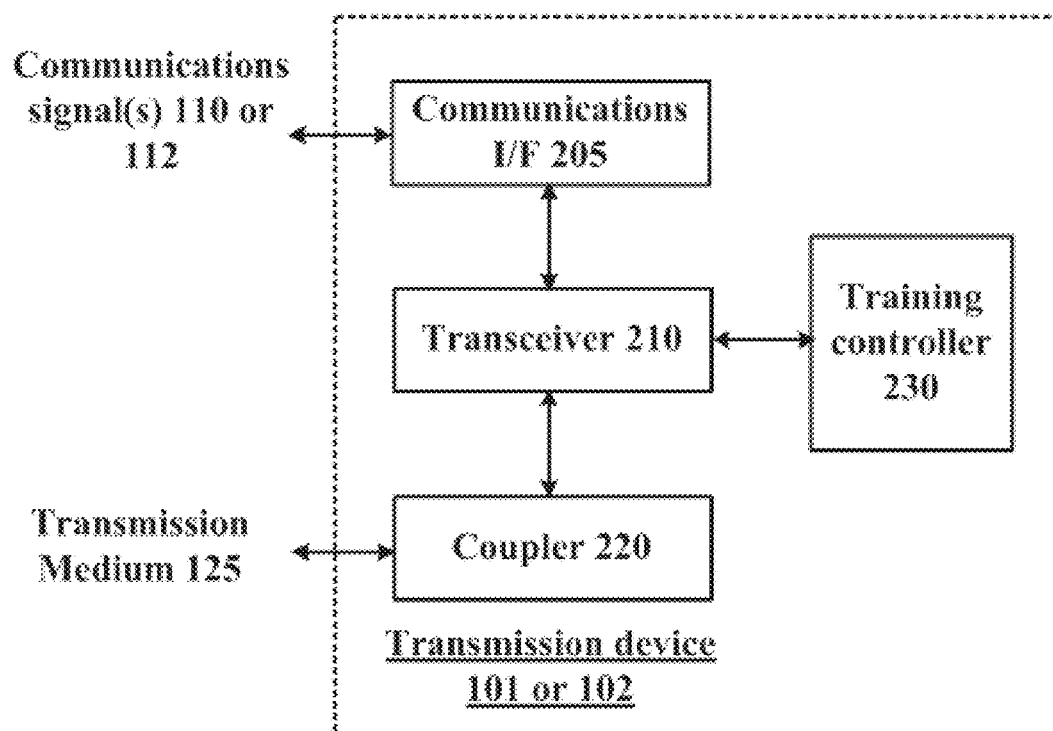 Communications
signal(s) 110 or
112
Communications
I/F 205
Transceiver 210
Training
controller
230
Transmission
Medium 125
Coupler 220
Transmission device
101 or 102